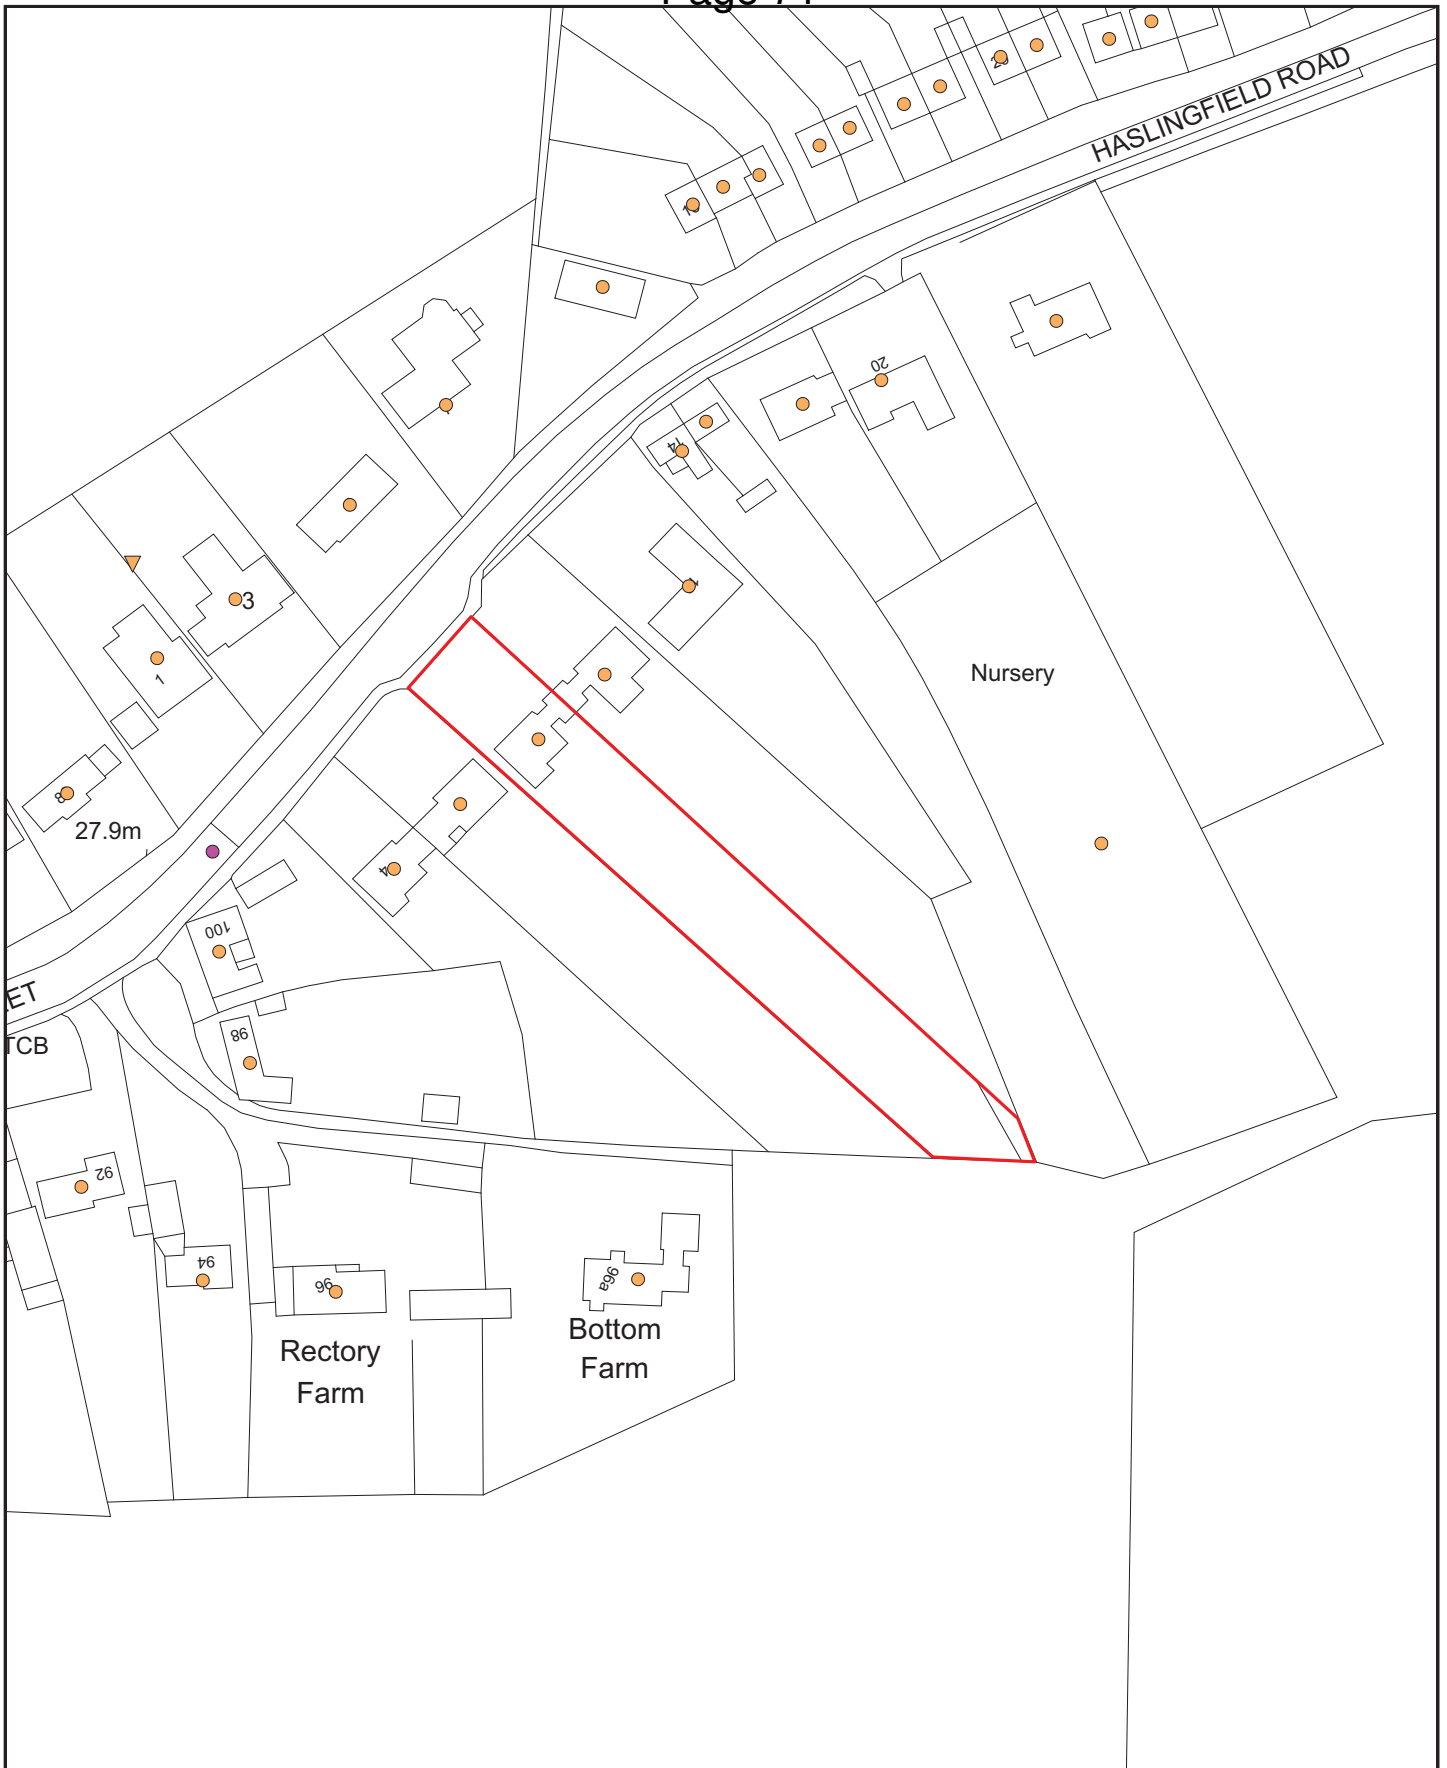 HASLINGFIELD ROAD
20
14
3
1
Nursery
8
27.9m
4
100
ET
98
TCB
92
94
96
96a
Bottom
Farm
Rectory
Farm